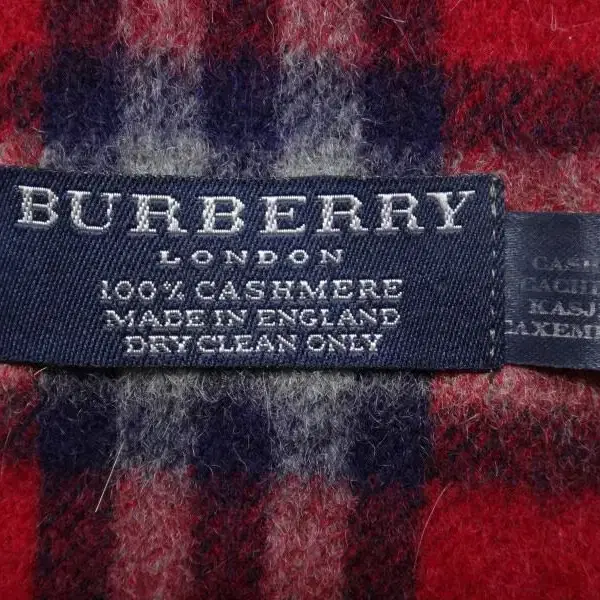 BURBERRY
LONDON
100% CASHMERE
MADE IN ENGLAND
DRY CLEAN ONLY